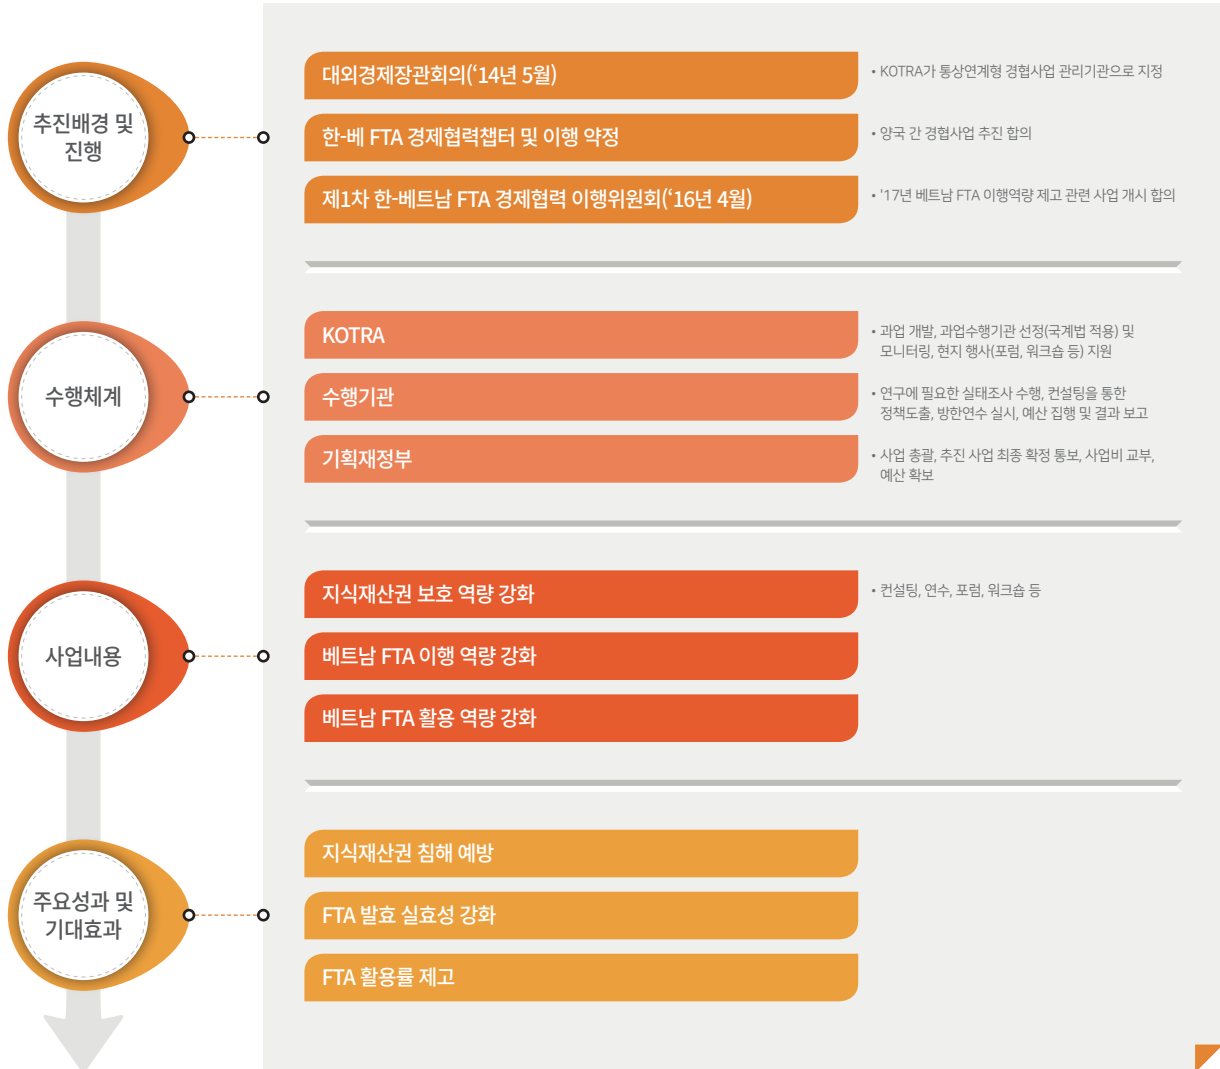 추진배경 및
진행
대외경제장관회의(‘14년 5월)
• KOTRA가 통상연계형 경협사업 관리기관으로 지정
한-베 FTA 경제협력챕터 및 이행 약정
• 양국 간 경협사업 추진 합의
제1차 한-베트남 FTA 경제협력 이행위원회(‘16년 4월)
• '17년 베트남 FTA 이행역량 제고 관련 사업 개시 합의
수행체계
KOTRA
• 과업 개발, 과업수행기관 선정(국계법 적용) 및
모니터링, 현지 행사(포럼, 워크숍 등) 지원
수행기관
• 연구에 필요한 실태조사 수행, 컨설팅을 통한
정책도출, 방한연수 실시, 예산 집행 및 결과 보고
기획재정부
• 사업 총괄, 추진 사업 최종 확정 통보, 사업비 교부,
예산 확보
사업내용
지식재산권 보호 역량 강화
• 컨설팅, 연수, 포럼, 워크숍 등
베트남 FTA 이행 역량 강화
베트남 FTA 활용 역량 강화
주요성과 및
기대효과
지식재산권 침해 예방
FTA 발효 실효성 강화
FTA 활용률 제고